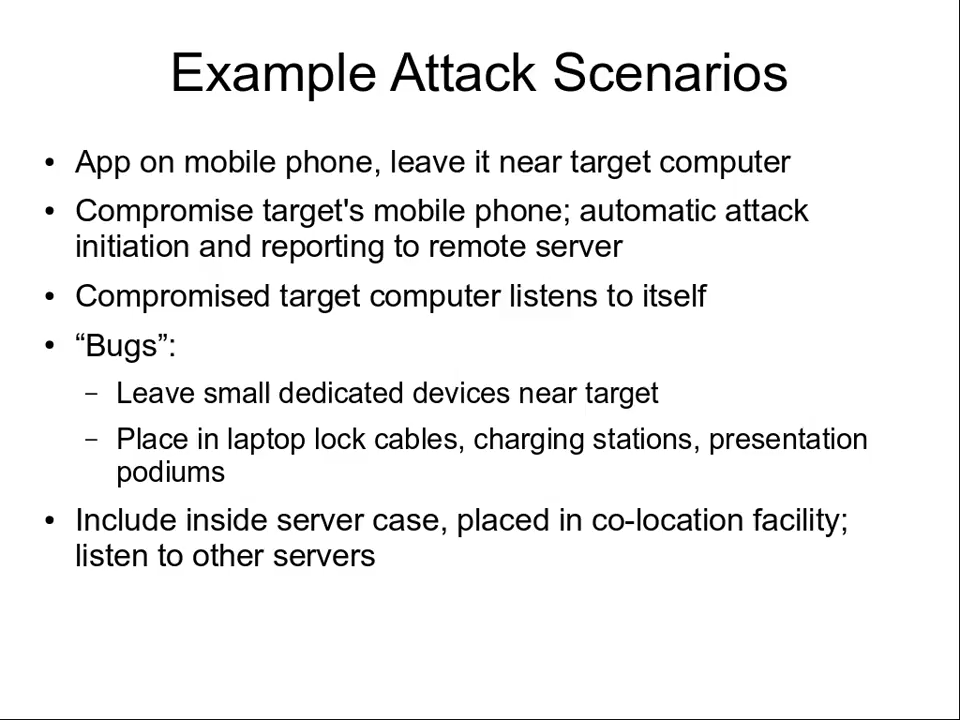 Example Attack Scenarios
• App on mobile phone, leave it near target computer
• Compromise target's mobile phone; automatic attack
initiation and reporting to remote server
• Compromised target computer listens to itself
• “Bugs”:
– Leave small dedicated devices near target
– Place in laptop lock cables, charging stations, presentation
podiums
• Include inside server case, placed in co-location facility;
listen to other servers